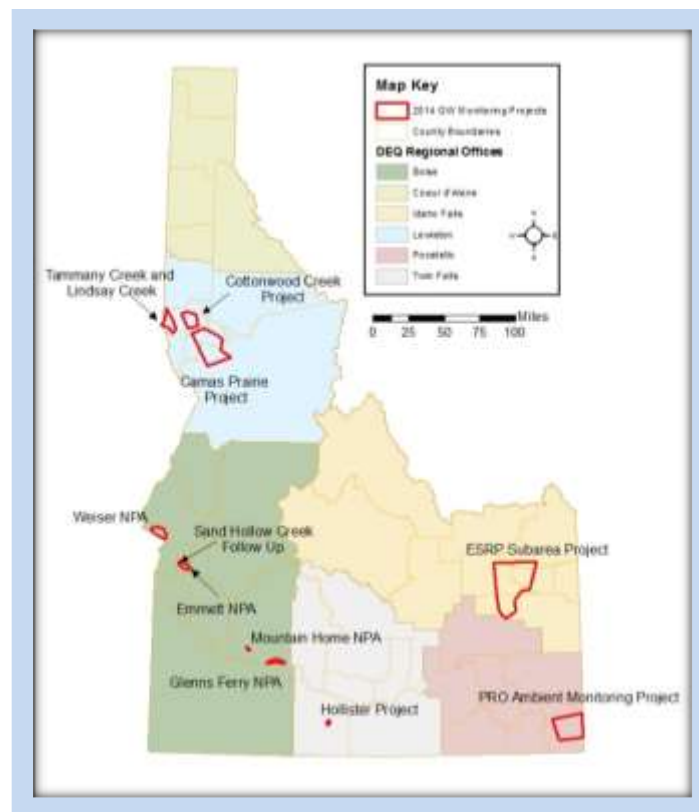 Map Key
2014 GW Monitoring Projects
County Boundaries
DEQ Regional Offices
Boise
Coeur d'Alene
Idaho Falls
Lewiston
Pocatello
Twin Falls
Miles
0 25 50 75 100
Tammany Creek and
Lindsay Creek
Cottonwood Creek
Project
Camas Prairie
Project
Weiser NPA
Sand Hollow Creek
Follow Up
ESRP Subarea Project
Emmett NPA
Mountain Home NPA
Glenns Ferry NPA
Hollister Project
PRO Ambient Monitoring Project